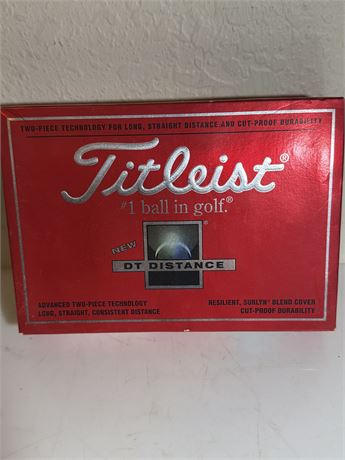 TWO-PIECE TECHNOLOGY FOR LONG, STRAIGHT DISTANCE AND CUT-PROOF DURABILITY
Titleist®
#1 ball in golf.®
NEW
DT DISTANCE
ADVANCED TWO-PIECE TECHNOLOGY
LONG, STRAIGHT, CONSISTENT DISTANCE
RESILIENT, SURLYN® BLEND COVER
CUT-PROOF DURABILITY